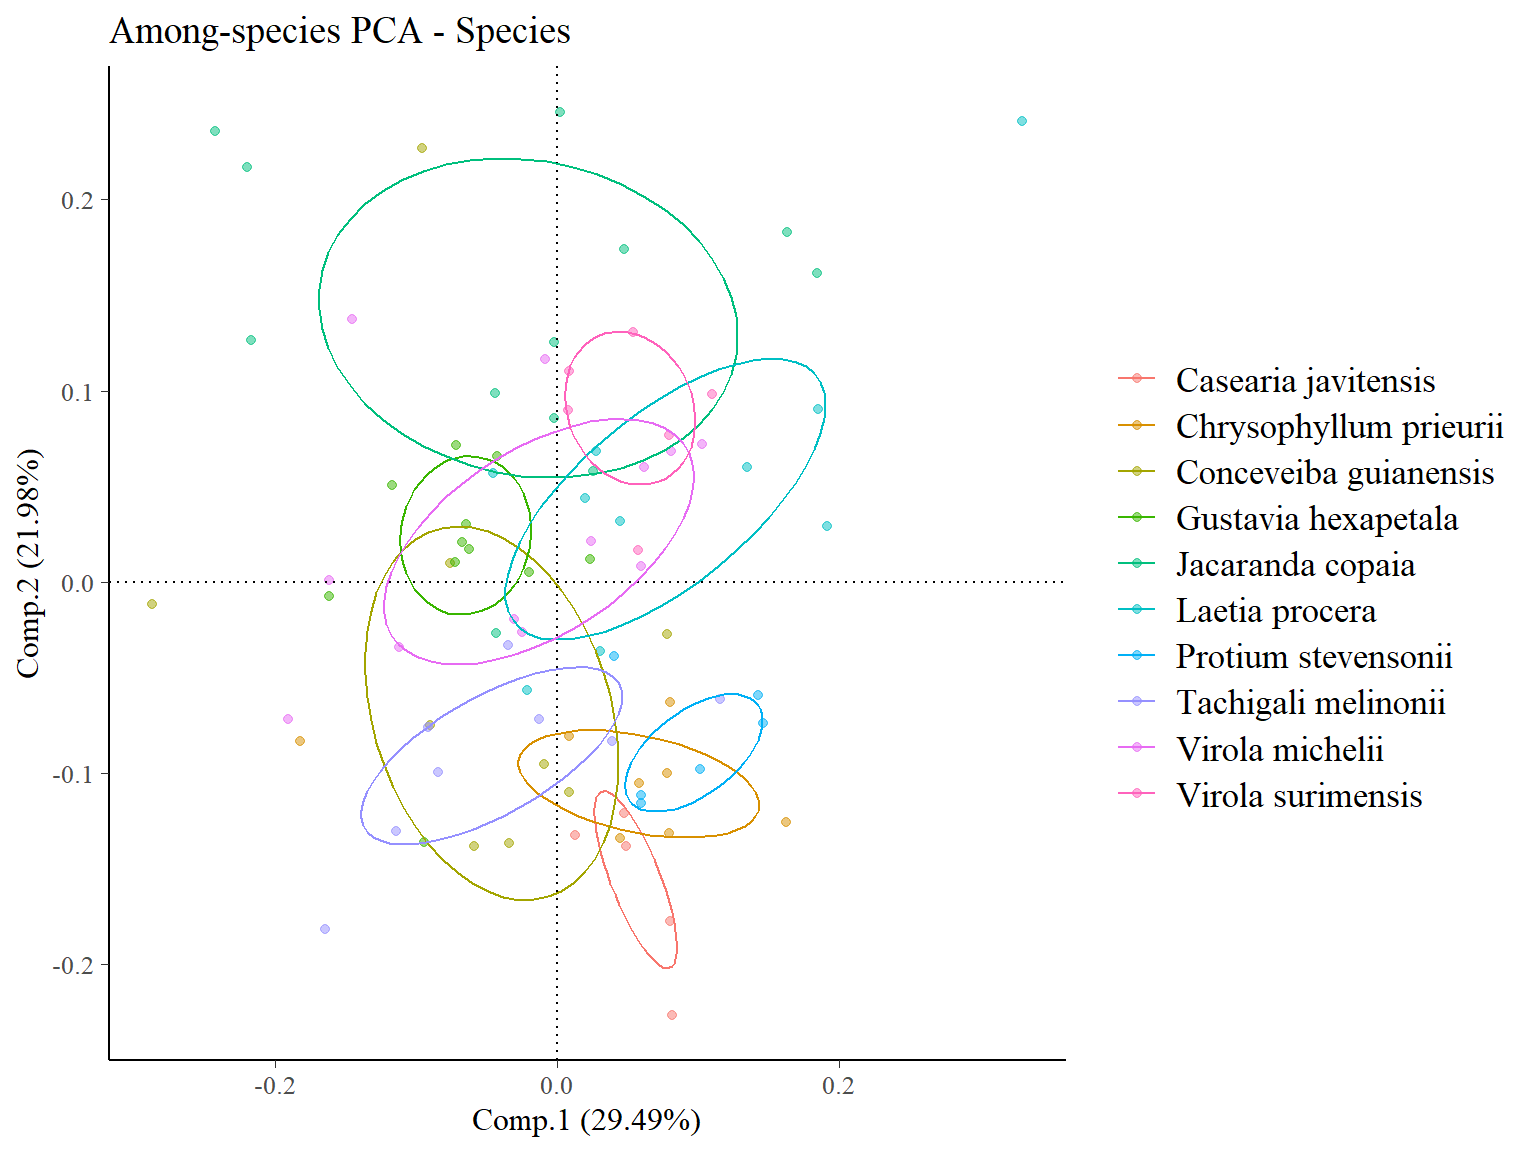 Among-species PCA - Species
0.2
0.1
0.0
-0.1
-0.2
Comp.2 (21.98%)
-0.2
0.0
0.2
Comp.1 (29.49%)
Casearia javitensis
Chrysophyllum prieurii
Conceveiba guianensis
Gustavia hexapetala
Jacaranda copaia
Laetia procera
Protium stevensonii
Tachigali melinonii
Virola michelii
Virola surimensis